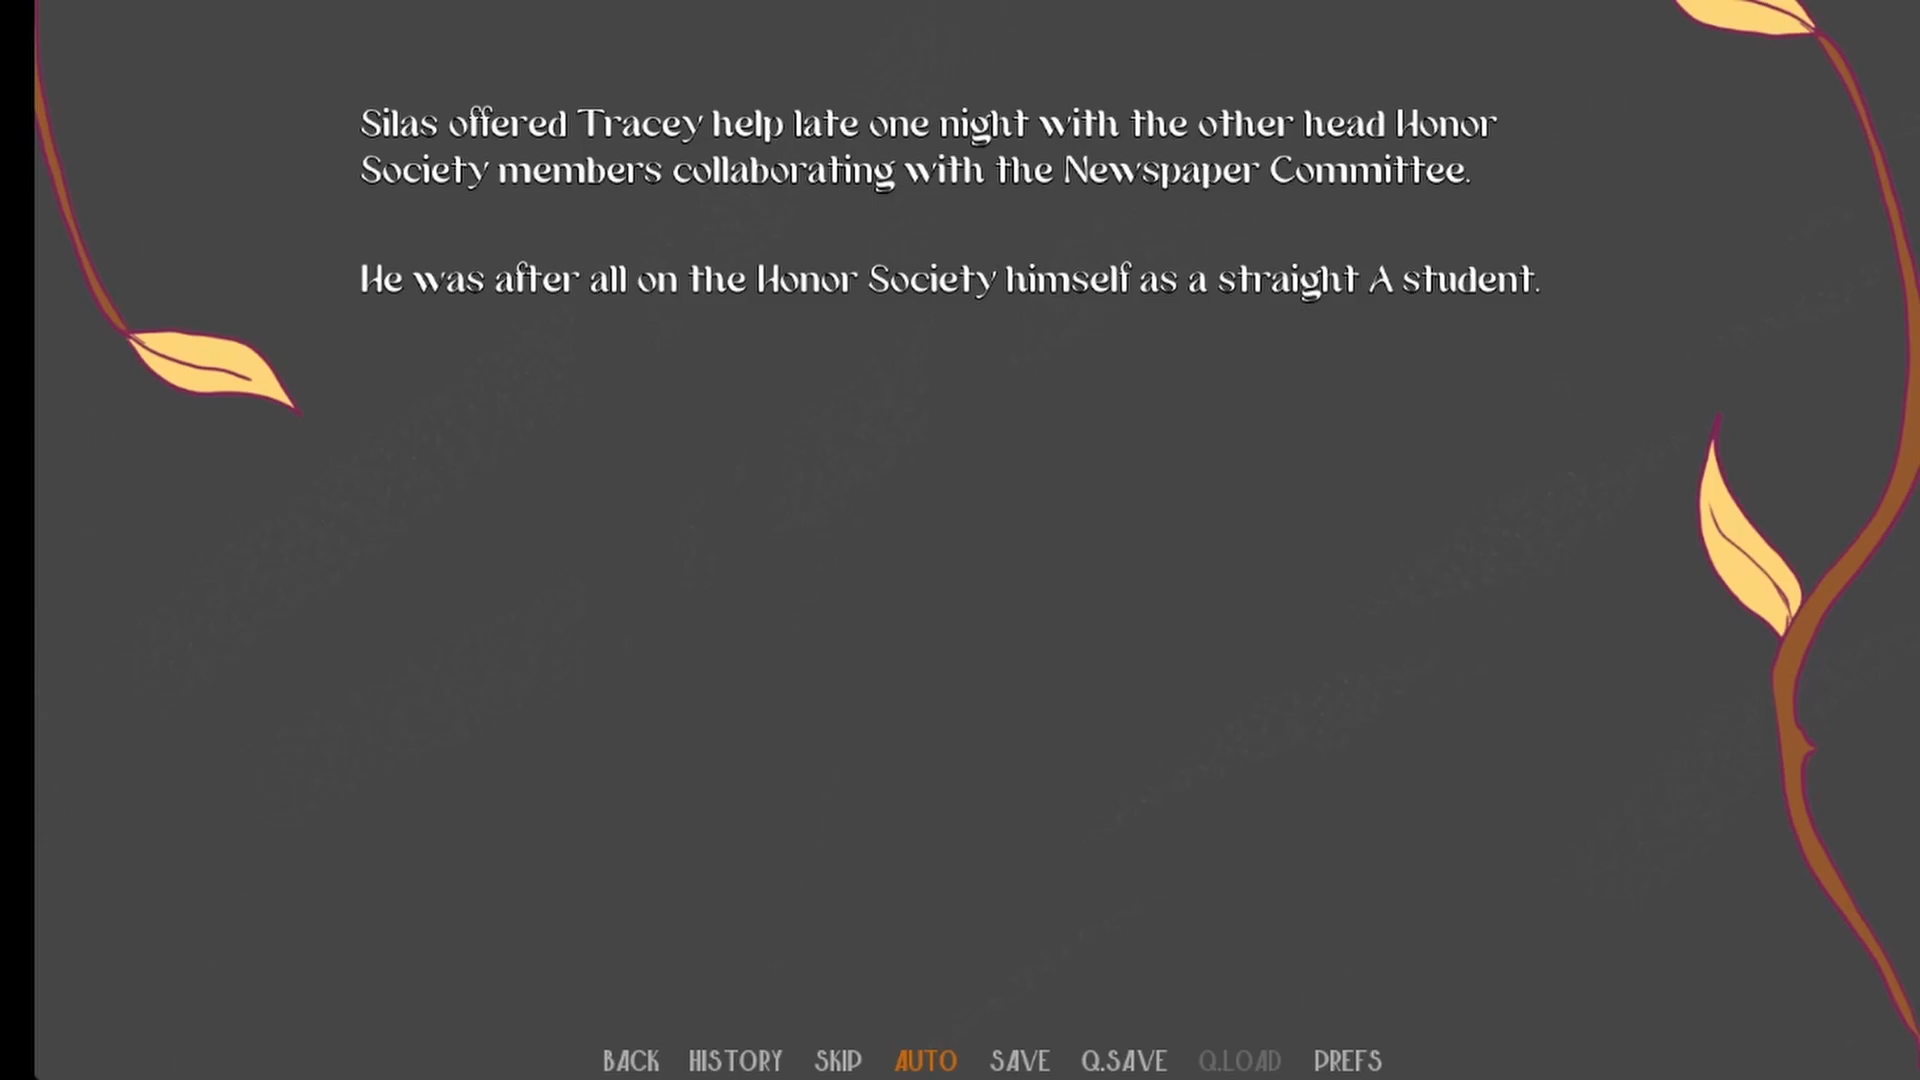 Silas offered Tracey help late one night with the other head Honor
Society members collaborating with the Newspaper Committee.
He was after all on the Honor Society himself as a straight A student.
BACK HISTORY SKIP AUTO SAVE Q.SAVE Q.LOAD PREFS